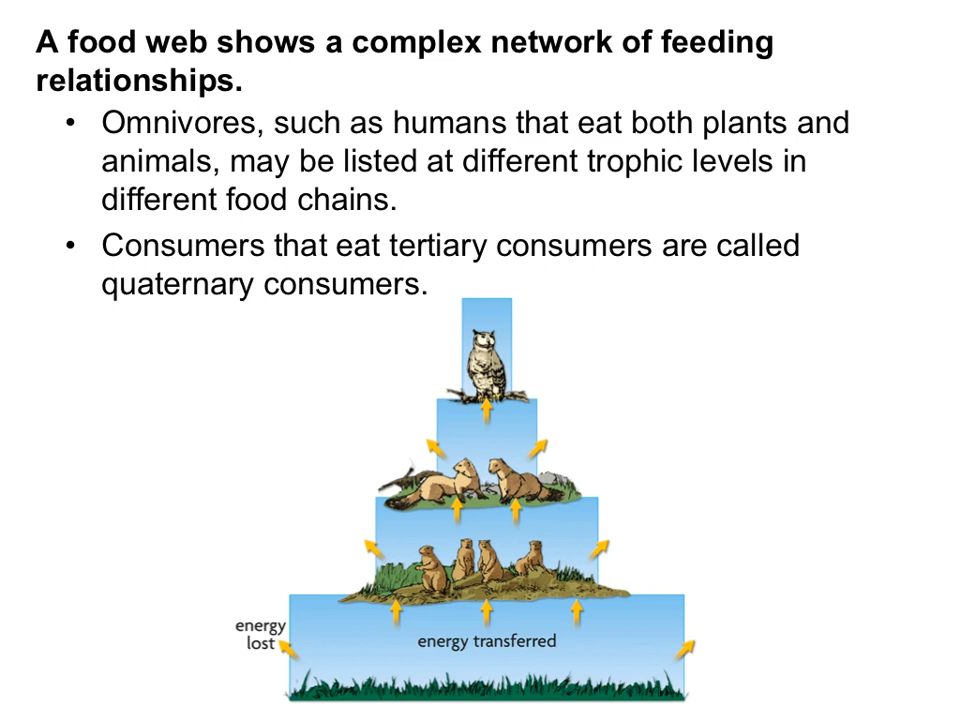 A food web shows a complex network of feeding
relationships.
• Omnivores, such as humans that eat both plants and
animals, may be listed at different trophic levels in
different food chains.
• Consumers that eat tertiary consumers are called
quaternary consumers.
energy
lost
energy transferred